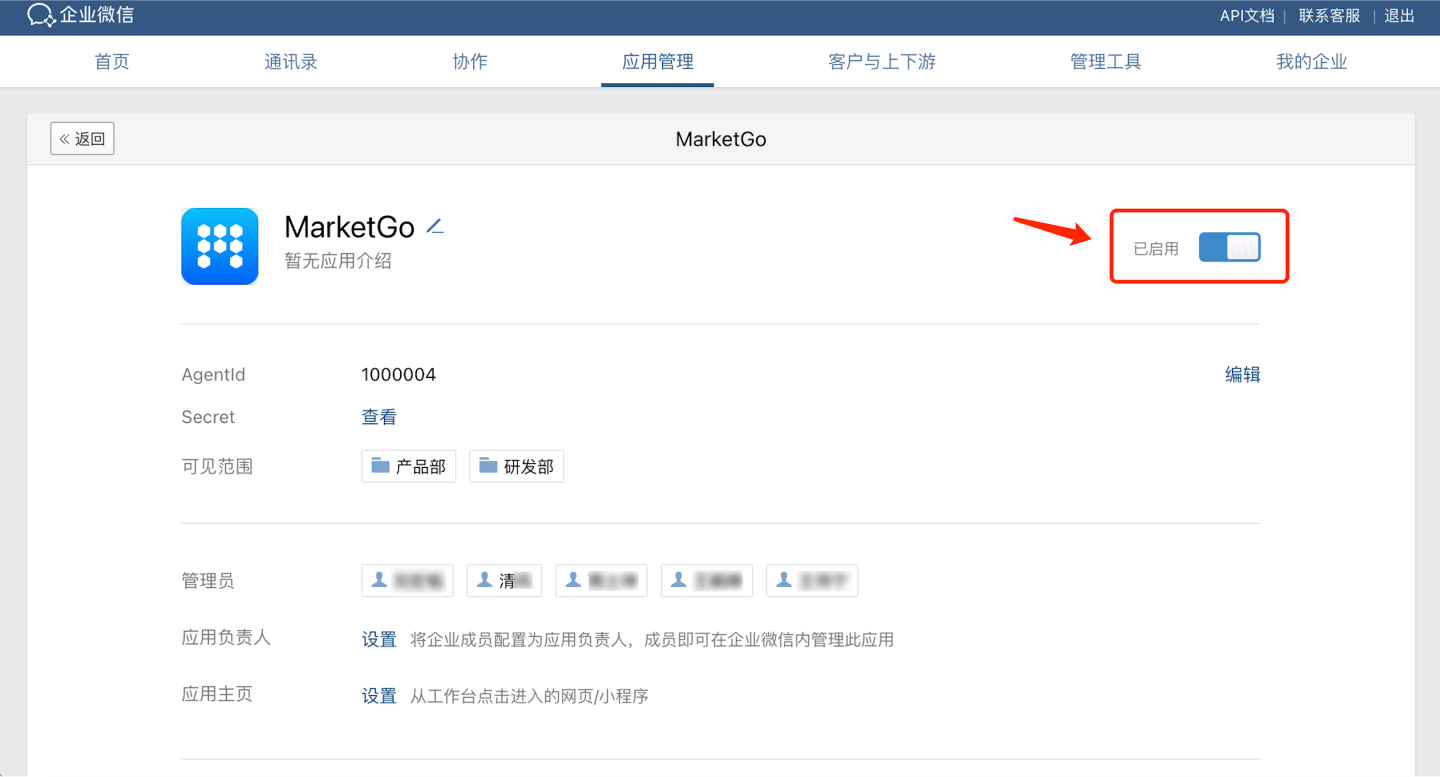 企业微信
API文档 | 联系客服 | 退出
首页 通讯录 协作 应用管理 客户与上下游 管理工具 我的企业
« 返回
MarketGo
MarketGo
暂无应用介绍
已启用
AgentId 1000004 编辑
Secret 查看
可见范围 产品部 研发部
管理员 清
应用负责人 设置 将企业成员配置为应用负责人，成员即可在企业微信内管理此应用
应用主页 设置 从工作台点击进入的网页/小程序